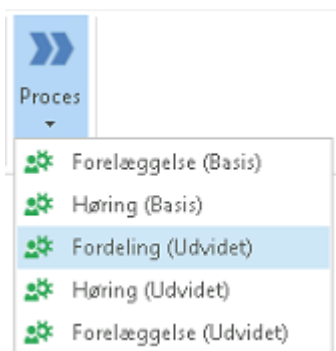 Proces
Forelæggelse (Basis)
Høring (Basis)
Fordeling (Udvidet)
Høring (Udvidet)
Forelæggelse (Udvidet)